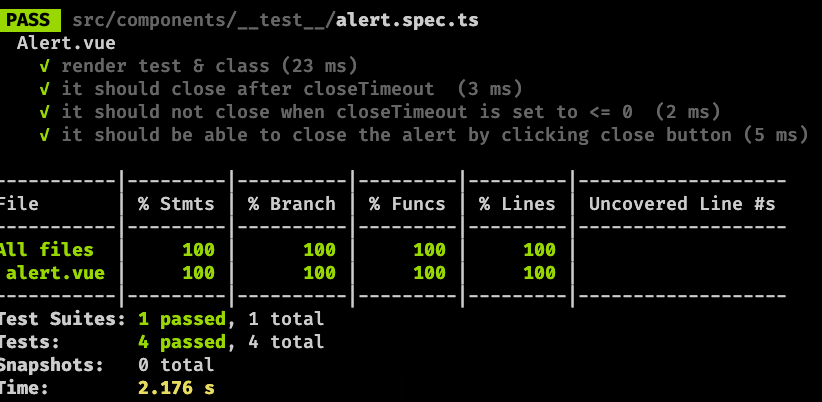 PASS src/components/__test__/alert.spec.ts
Alert.vue
√ render test & class (23 ms)
√ it should close after closeTimeout (3 ms)
√ it should not close when closeTimeout is set to <= 0 (2 ms)
√ it should be able to close the alert by clicking close button (5 ms)
-----------|---------|----------|---------|---------|-------------------
File | % Stmts | % Branch | % Funcs | % Lines | Uncovered Line #s
-----------|---------|----------|---------|---------|-------------------
All files | 100 | 100 | 100 | 100 |
alert.vue | 100 | 100 | 100 | 100 |
-----------|---------|----------|---------|---------|-------------------
Test Suites: 1 passed, 1 total
Tests: 4 passed, 4 total
Snapshots: 0 total
Time: 2.176 s